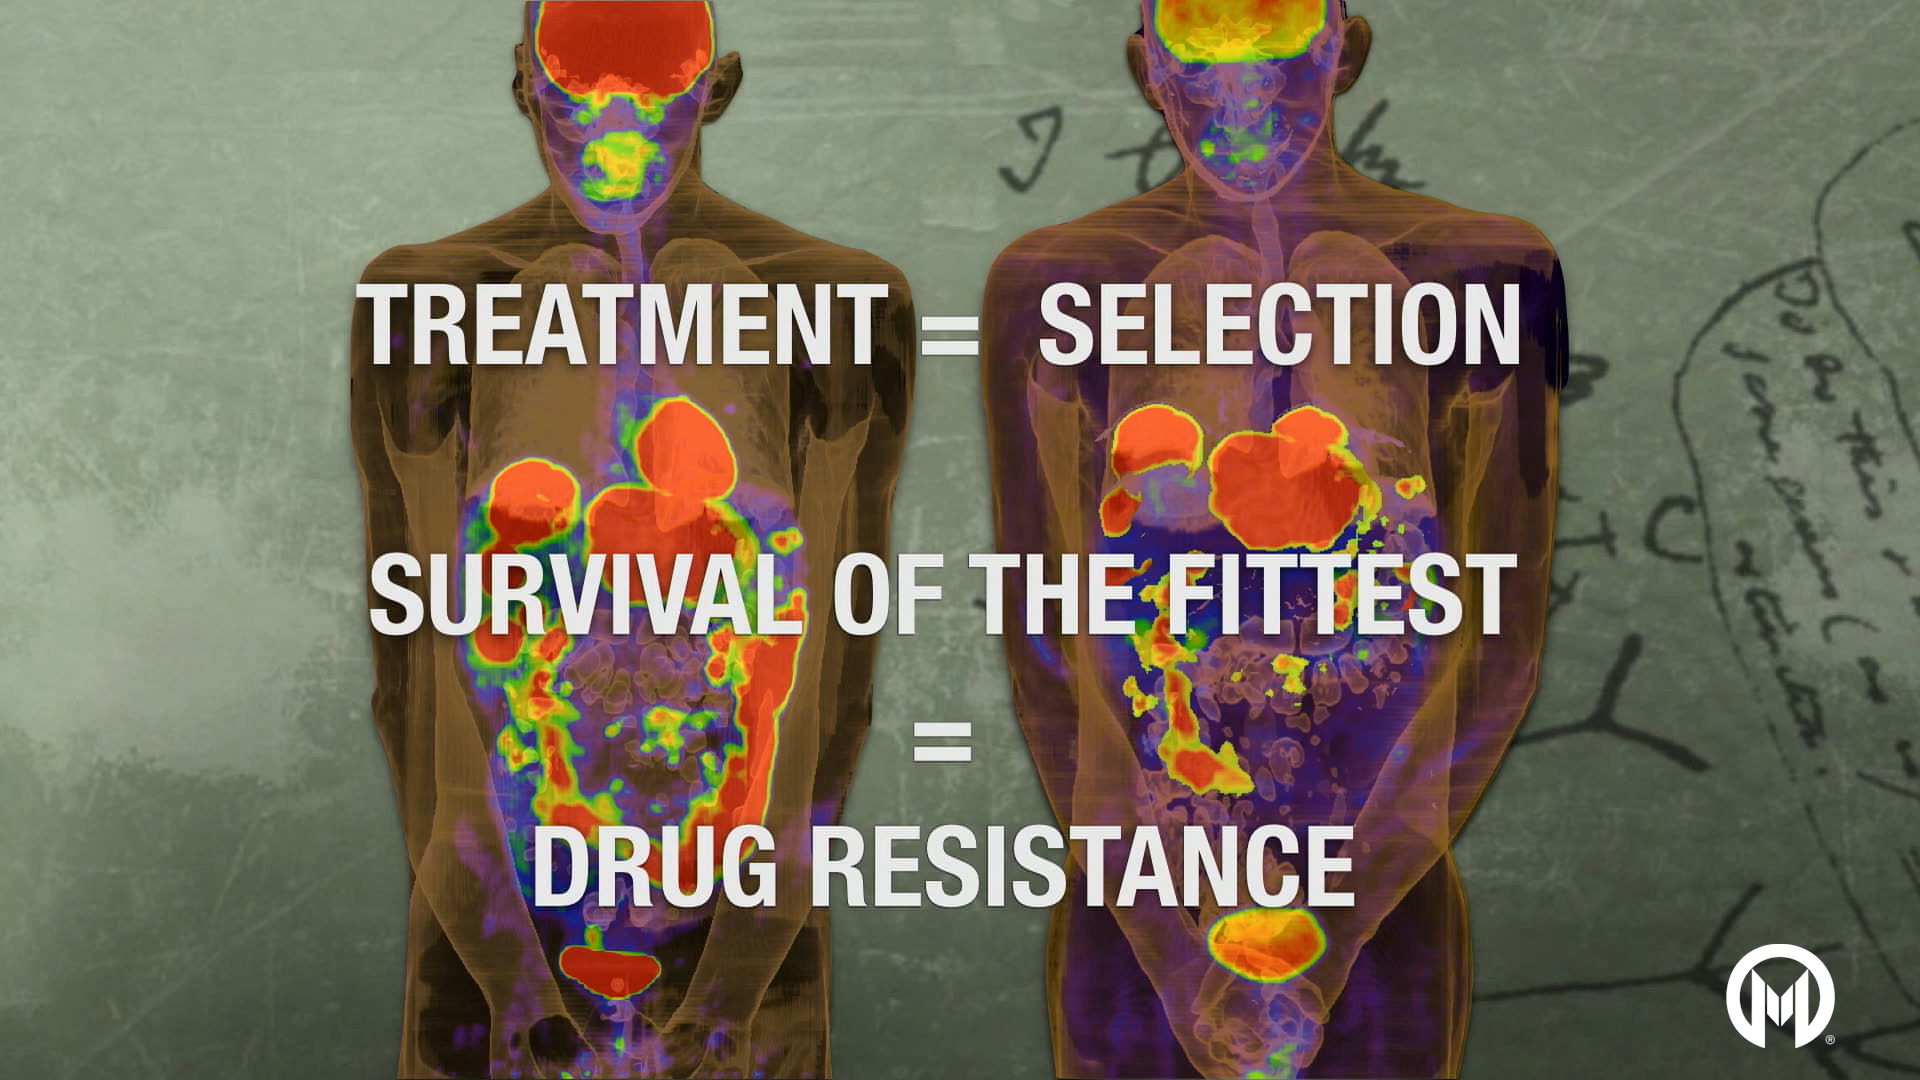 TREATMENT = SELECTION
SURVIVAL OF THE FITTEST
=
DRUG RESISTANCE
I
®